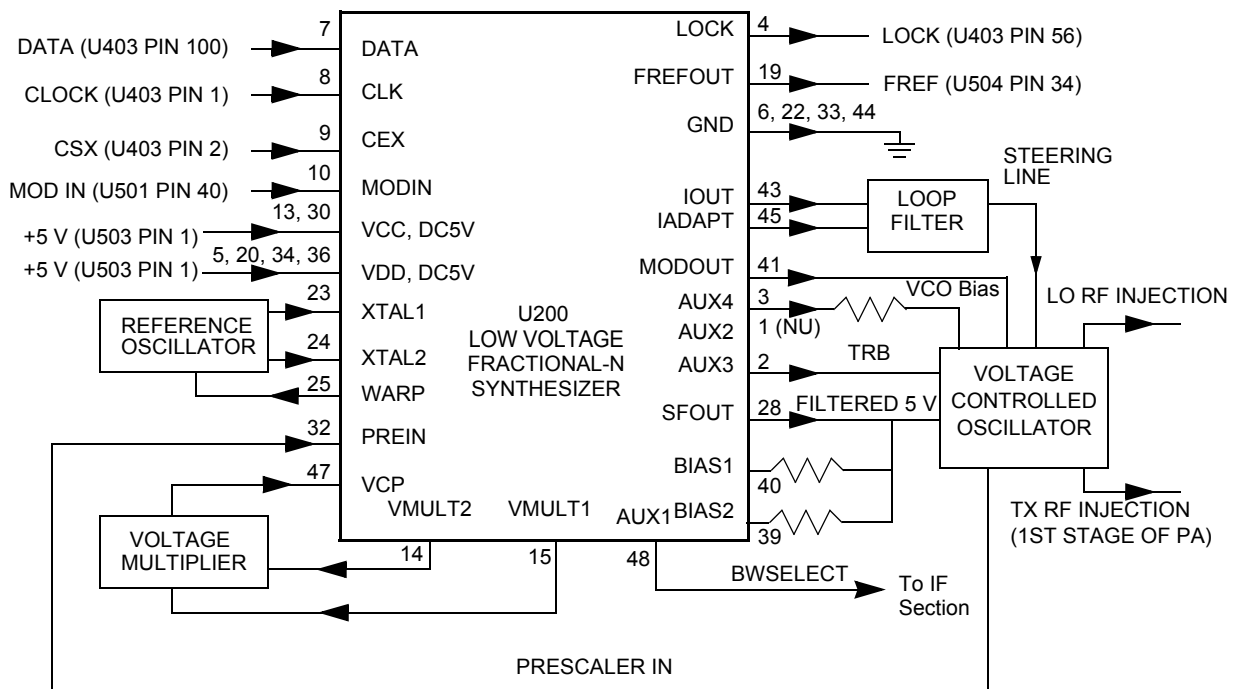 DATA (U403 PIN 100)
7
DATA
CLOCK (U403 PIN 1)
8
CLK
CSX (U403 PIN 2)
9
CEX
MOD IN (U501 PIN 40)
10
MODIN
+5 V (U503 PIN 1)
13, 30
VCC, DC5V
+5 V (U503 PIN 1)
5, 20, 34, 36
VDD, DC5V
REFERENCE
OSCILLATOR
23
XTAL1
24
XTAL2
25
WARP
32
PREIN
47
VCP
VOLTAGE
MULTIPLIER
VMULT2
14
VMULT1
15
AUX1
48
BWSELECT
To IF
Section
U200
LOW VOLTAGE
FRACTIONAL-N
SYNTHESIZER
LOCK
4
LOCK (U403 PIN 56)
FREFOUT
19
FREF (U504 PIN 34)
GND
6, 22, 33, 44
IOUT
43
IADAPT
45
LOOP
FILTER
STEERING
LINE
MODOUT
41
AUX4
3
VCO Bias
AUX2
1 (NU)
AUX3
2
TRB
SFOUT
28
FILTERED 5 V
BIAS1
40
BIAS2
39
VOLTAGE
CONTROLLED
OSCILLATOR
LO RF INJECTION
TX RF INJECTION
(1ST STAGE OF PA)
PRESCALER IN